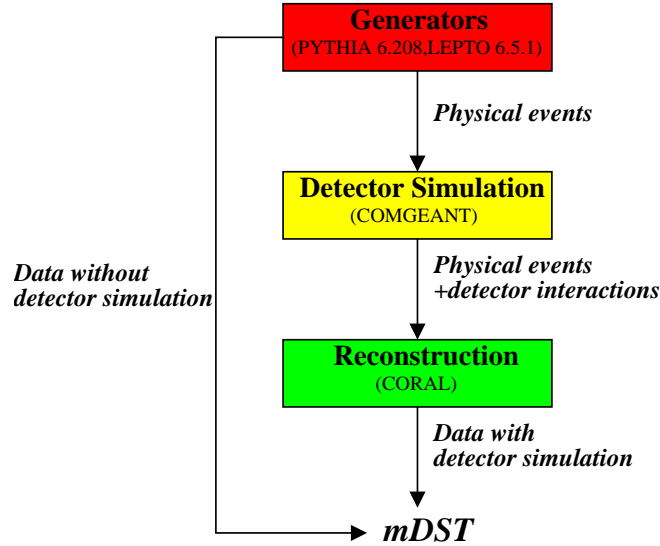 Generators
(PYTHIA 6.208,LEPTO 6.5.1)
Physical events
Detector Simulation
(COMGEANT)
Data without
detector simulation
Physical events
+detector interactions
Reconstruction
(CORAL)
Data with
detector simulation
mDST